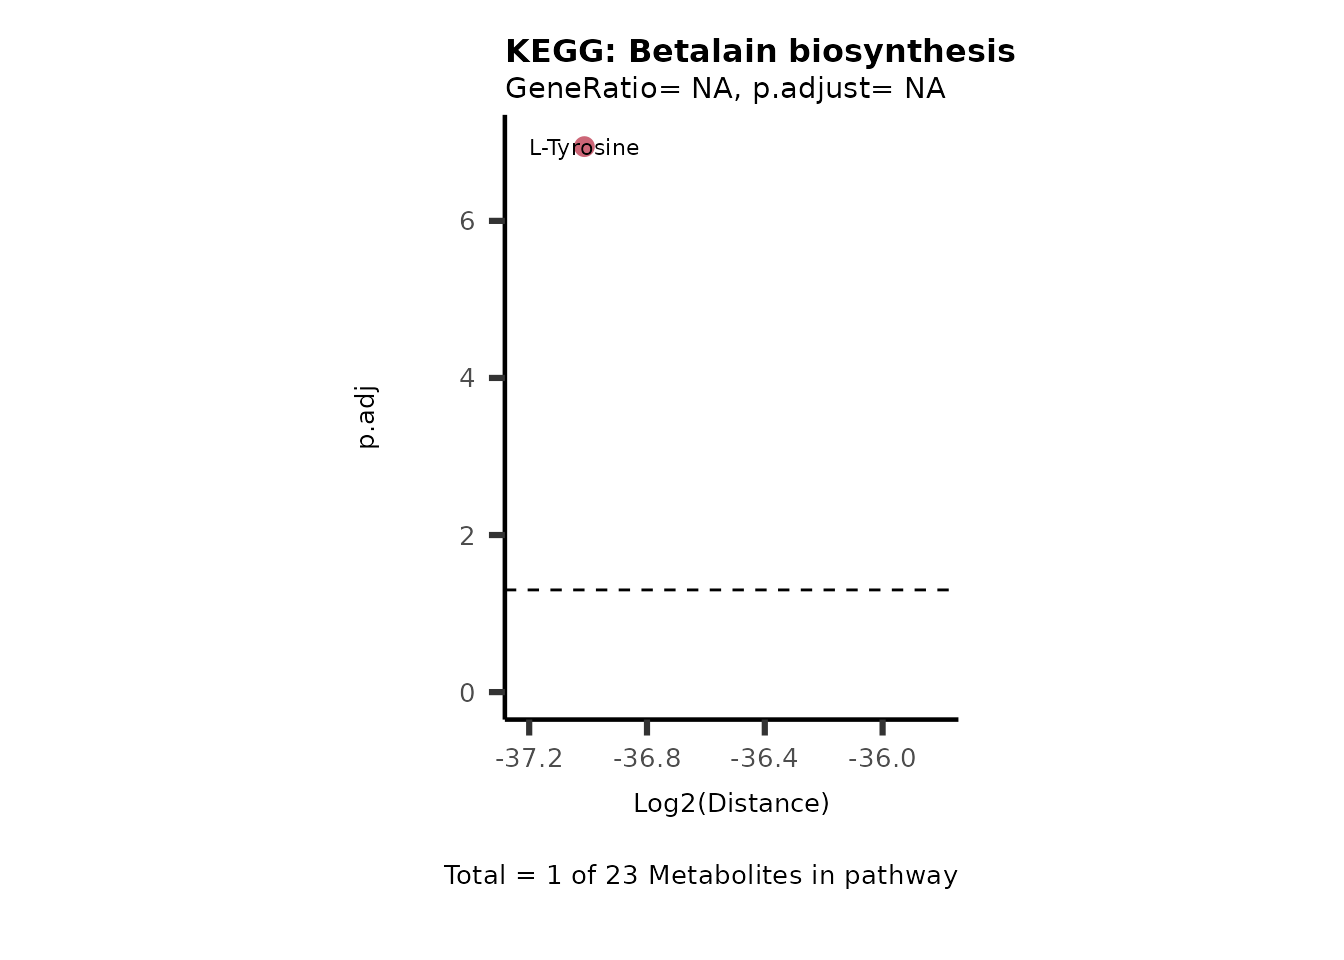 KEGG: Betalain biosynthesis
GeneRatio= NA, p.adjust= NA
L-Tyrosine
6
4
2
0
p.adj
-37.2 -36.8 -36.4 -36.0
Log2(Distance)
Total = 1 of 23 Metabolites in pathway